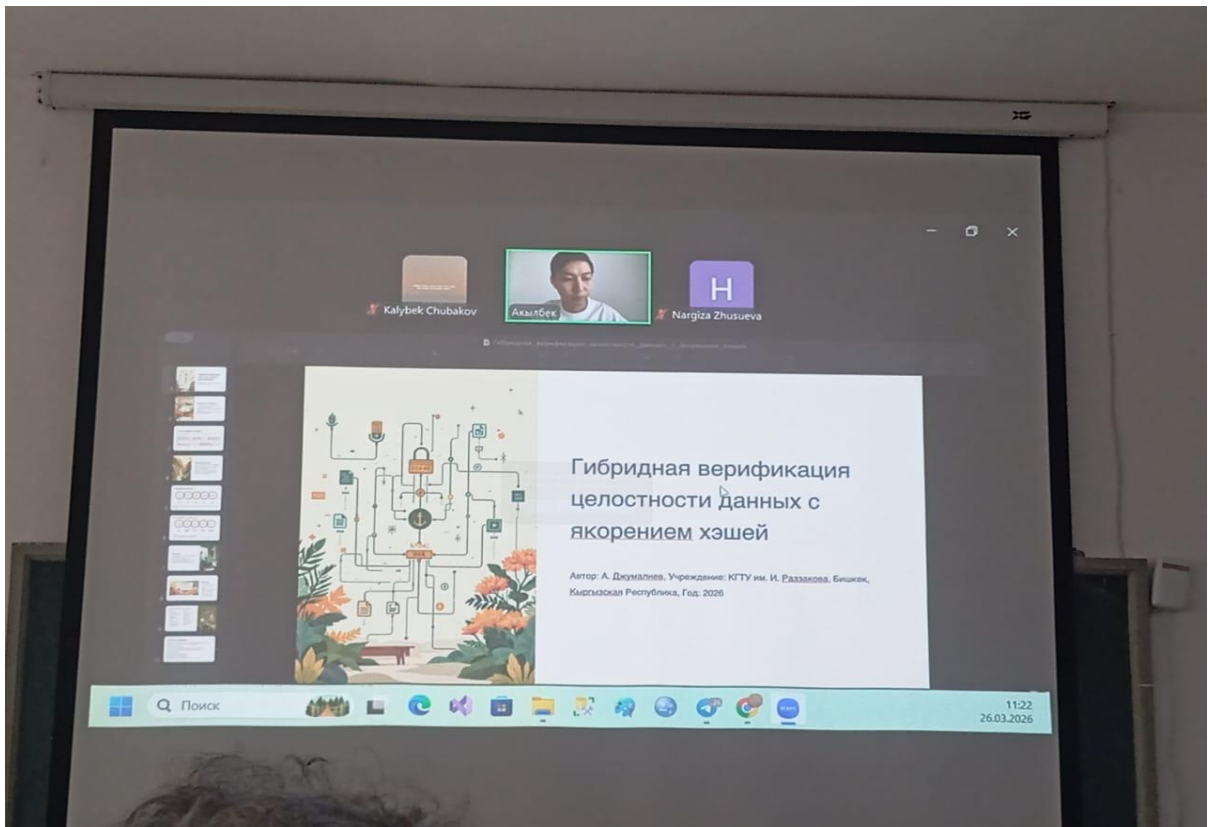 Kalybek Chubakov
Акылбек
H
Nargiza Zhusueva
Гибридная верификация
целостности данных с
якорением хэшей
Автор: А. Джумалиев, Учреждение: КГТУ им. И. Раззакова, Бишкек,
Кыргызская Республика, Год: 2026
Поиск
11:22
26.03.2026